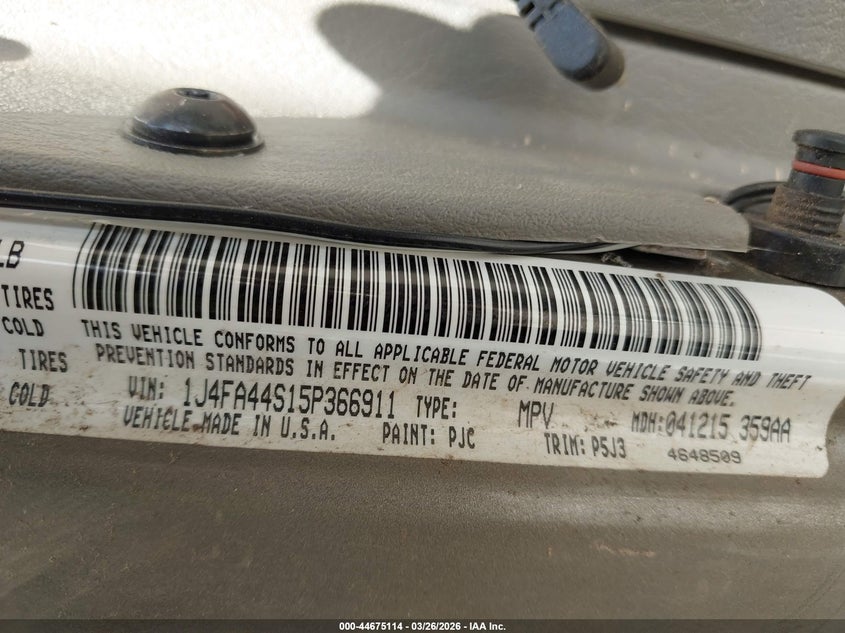 LB
TIRES
COLD
TIRES
COLD
THIS VEHICLE CONFORMS TO ALL APPLICABLE FEDERAL MOTOR VEHICLE SAFETY AND THEFT
PREVENTION STANDARDS IN EFFECT ON THE DATE OF MANUFACTURE SHOWN ABOVE.
VIN: 1J4FA44S15P366911 TYPE: MPV MDH: 041215 359AA
VEHICLE MADE IN U.S.A. PAINT: PJC TRIM: P5J3 4648509
000-44675114 / 03/26/2026 - IAA Inc.